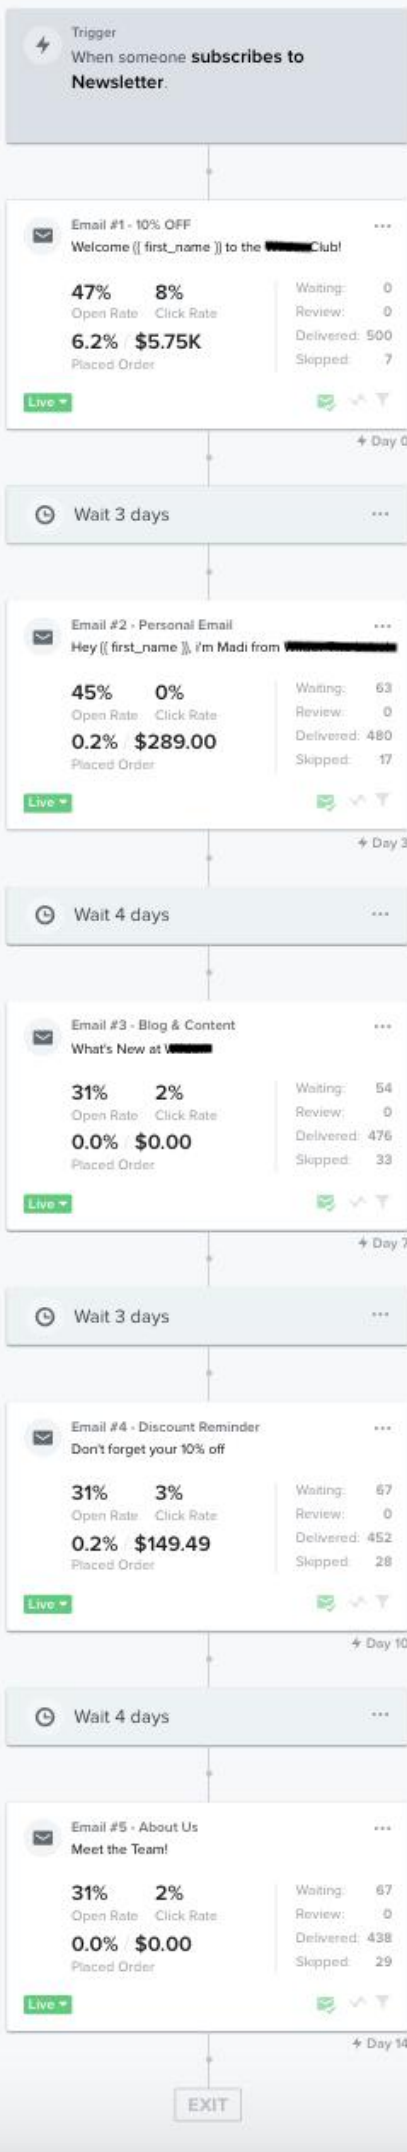 Trigger
When someone subscribes to
Newsletter.
Email #1 - 10% OFF
...
Welcome {{ first_name }} to the Club!
47% 8%
Open Rate Click Rate
6.2% $5.75K
Placed Order
Waiting: 0
Review: 0
Delivered: 500
Skipped: 7
Live
Day 0
Wait 3 days
...
Email #2 - Personal Email
...
Hey {{ first_name }}, i'm Madi from
45% 0%
Open Rate Click Rate
0.2% $289.00
Placed Order
Waiting: 63
Review: 0
Delivered: 480
Skipped: 17
Live
Day 3
Wait 4 days
...
Email #3 - Blog & Content
...
What's New at
31% 2%
Open Rate Click Rate
0.0% $0.00
Placed Order
Waiting: 54
Review: 0
Delivered: 476
Skipped: 33
Live
Day 7
Wait 3 days
...
Email #4 - Discount Reminder
...
Don't forget your 10% off
31% 3%
Open Rate Click Rate
0.2% $149.49
Placed Order
Waiting: 67
Review: 0
Delivered: 452
Skipped: 28
Live
Day 10
Wait 4 days
...
Email #5 - About Us
...
Meet the Team!
31% 2%
Open Rate Click Rate
0.0% $0.00
Placed Order
Waiting: 67
Review: 0
Delivered: 438
Skipped: 29
Live
Day 14
EXIT